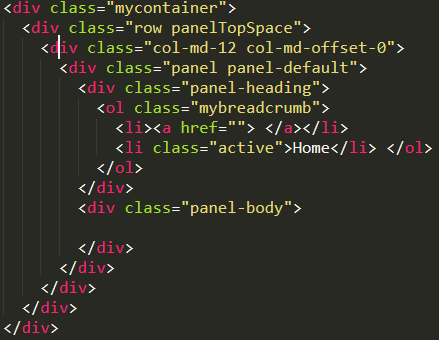 <div class="mycontainer">
  <div class="row panelTopSpace">
    <div class="col-md-12 col-md-offset-0">
      <div class="panel panel-default">
        <div class="panel-heading">
          <ol class="mybreadcrumb">
            <li><a href=""> </a></li>
            <li class="active">Home</li> </ol>
          </ol>
        </div>
        <div class="panel-body">

        </div>
      </div>
    </div>
  </div>
</div>